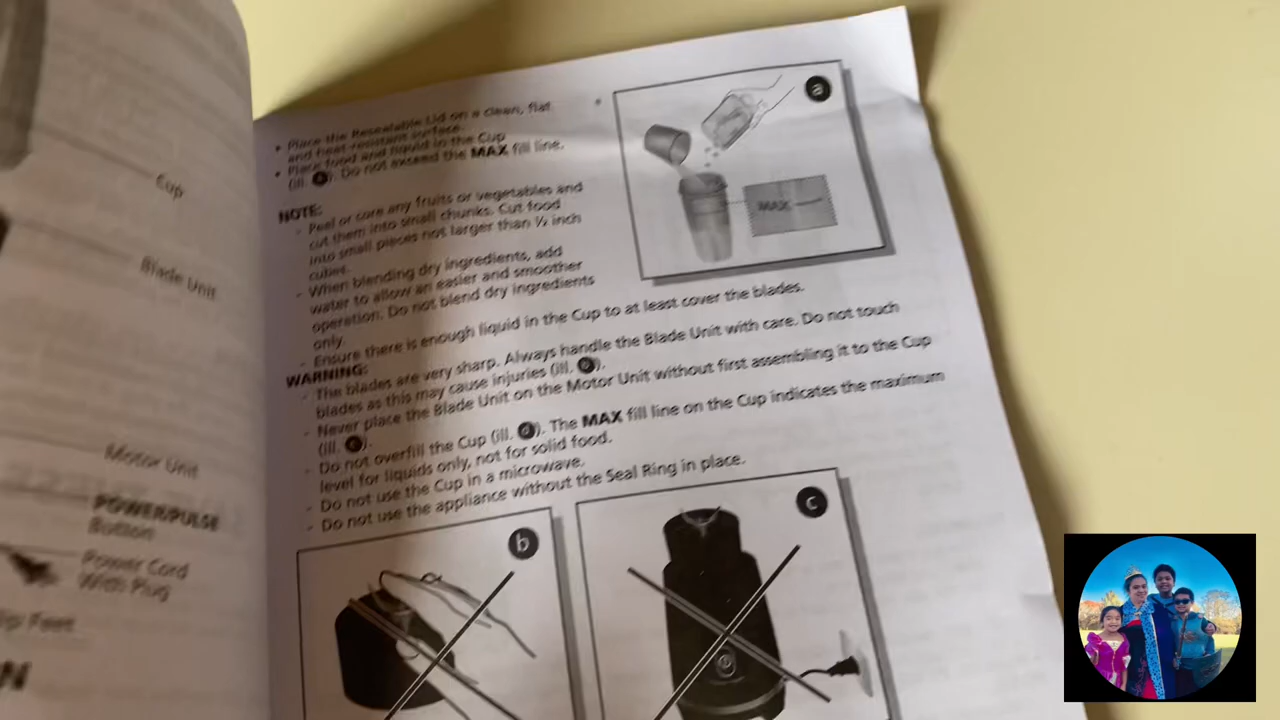 Cup
Blade Unit
Motor Unit
POWER/PULSE
Button
Power Cord
With Plug
Feet
N
• Place the Resealable Lid on a clean, flat
and heat-resistant surface.
• Place food and liquid in the Cup
(ill. a). Do not exceed the MAX fill line.
NOTE:
- Peel or core any fruits or vegetables and
cut them into small chunks. Cut food
into small pieces not larger than ½ inch
cubes.
- When blending dry ingredients, add
water to allow an easier and smoother
operation. Do not blend dry ingredients
only.
- Ensure there is enough liquid in the Cup to at least cover the blades.
WARNING:
- The blades are very sharp. Always handle the Blade Unit with care. Do not touch
blades as this may cause injuries (ill. b).
- Never place the Blade Unit on the Motor Unit without first assembling it to the Cup
(ill. c).
- Do not overfill the Cup (ill. d). The MAX fill line on the Cup indicates the maximum
level for liquids only, not for solid food.
- Do not use the Cup in a microwave.
- Do not use the appliance without the Seal Ring in place.
a
MAX
b
c